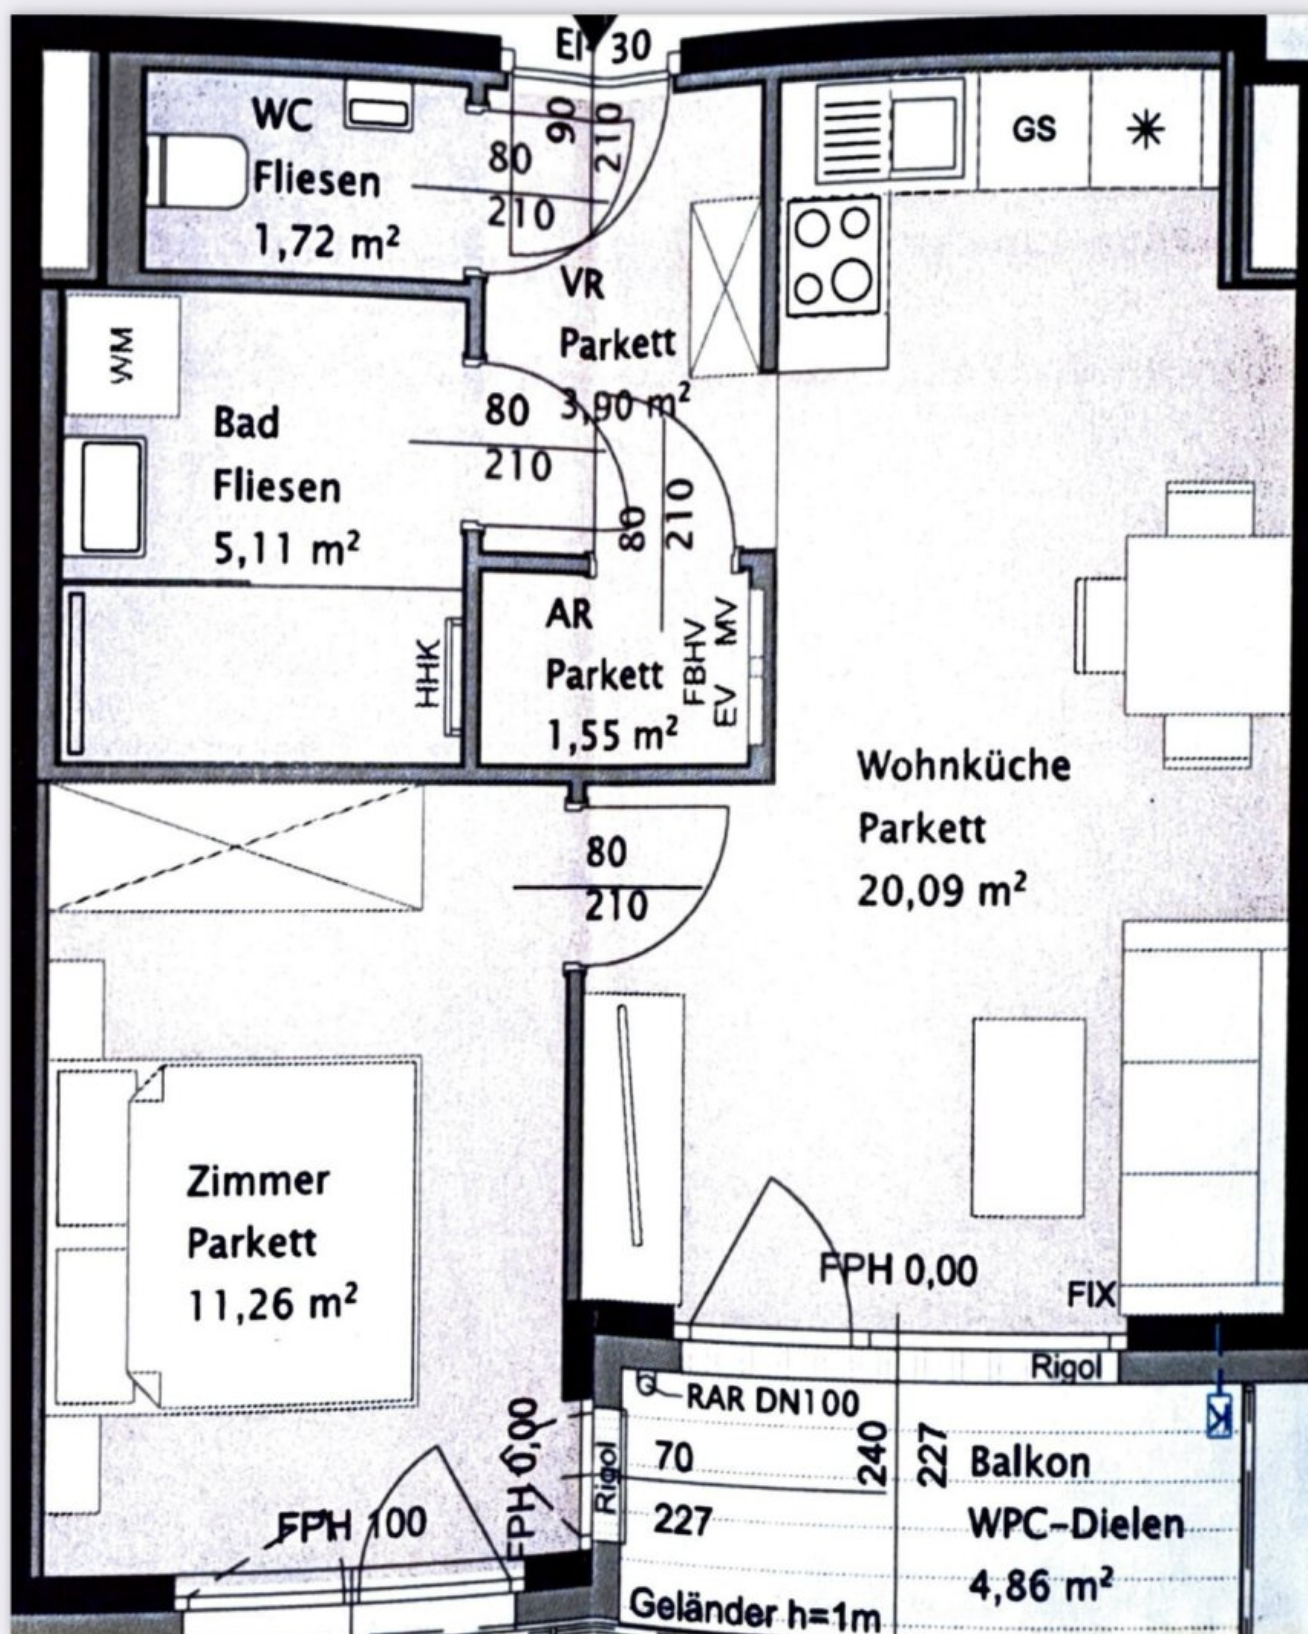 EI 30
90
210
WC
Fliesen
1,72 m²
80
210
GS
VR
Parkett
3,90 m²
WM
Bad
Fliesen
5,11 m²
80
210
80
210
HHK
AR
Parkett
1,55 m²
FBHV
EV MV
Wohnküche
Parkett
20,09 m²
80
210
Zimmer
Parkett
11,26 m²
FPH 0,00
FIX
Rigol
RAR DN100
FPH 0,00
Rigol
70
227
240
227
Balkon
WPC-Dielen
4,86 m²
FPH 100
Geländer h=1m